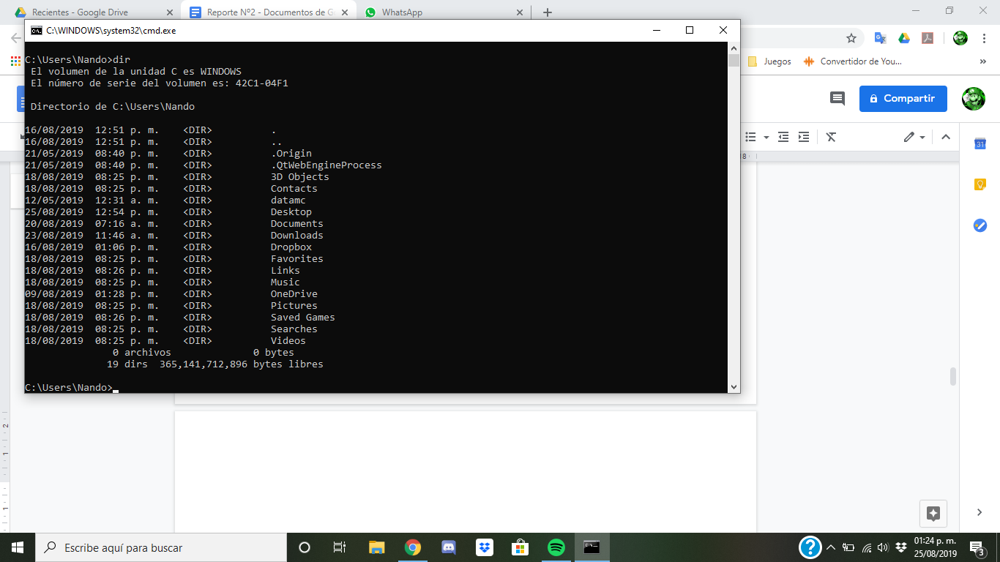 Recientes - Google Drive
Reporte Nº2 - Documentos de G
WhatsApp
C:\WINDOWS\system32\cmd.exe
Juegos
Convertidor de You...
Compartir
C:\Users\Nando>dir
El volumen de la unidad C es WINDOWS
El número de serie del volumen es: 42C1-04F1
Directorio de C:\Users\Nando
16/08/2019  12:51 p. m.    <DIR>          .
16/08/2019  12:51 p. m.    <DIR>          ..
21/05/2019  08:40 p. m.    <DIR>          .Origin
21/05/2019  08:40 p. m.    <DIR>          .QtWebEngineProcess
18/08/2019  08:25 p. m.    <DIR>          3D Objects
18/08/2019  08:25 p. m.    <DIR>          Contacts
12/05/2019  12:31 a. m.    <DIR>          datamc
25/08/2019  12:54 p. m.    <DIR>          Desktop
20/08/2019  07:16 a. m.    <DIR>          Documents
23/08/2019  11:46 a. m.    <DIR>          Downloads
16/08/2019  01:06 p. m.    <DIR>          Dropbox
18/08/2019  08:25 p. m.    <DIR>          Favorites
18/08/2019  08:26 p. m.    <DIR>          Links
18/08/2019  08:25 p. m.    <DIR>          Music
09/08/2019  01:28 p. m.    <DIR>          OneDrive
18/08/2019  08:25 p. m.    <DIR>          Pictures
18/08/2019  08:26 p. m.    <DIR>          Saved Games
18/08/2019  08:25 p. m.    <DIR>          Searches
18/08/2019  08:25 p. m.    <DIR>          Videos
0 archivos              0 bytes
19 dirs  365,141,712,896 bytes libres
C:\Users\Nando>
18
31
2
1
1
Escribe aquí para buscar
01:24 p. m.
25/08/2019
3